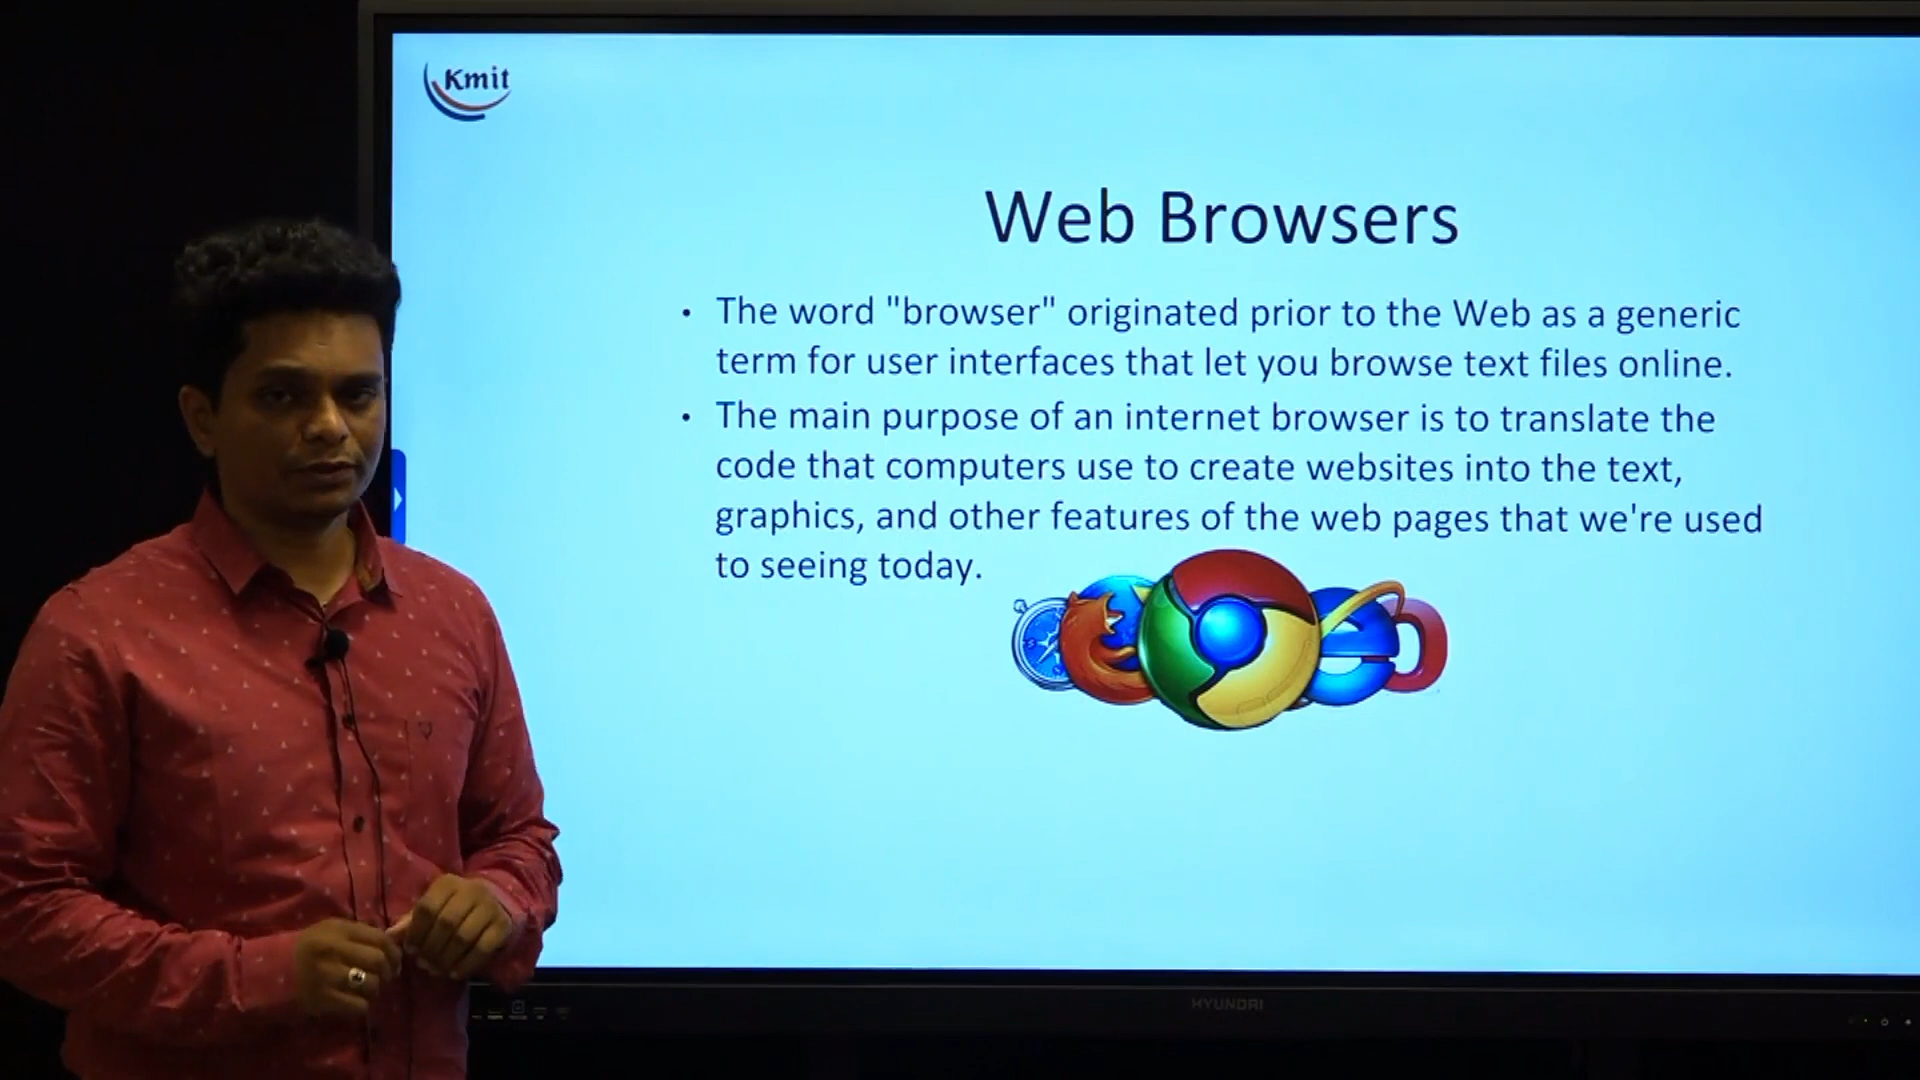 Kmit
Web Browsers
• The word "browser" originated prior to the Web as a generic
term for user interfaces that let you browse text files online.
• The main purpose of an internet browser is to translate the
code that computers use to create websites into the text,
graphics, and other features of the web pages that we're used
to seeing today.
HYUNDAI